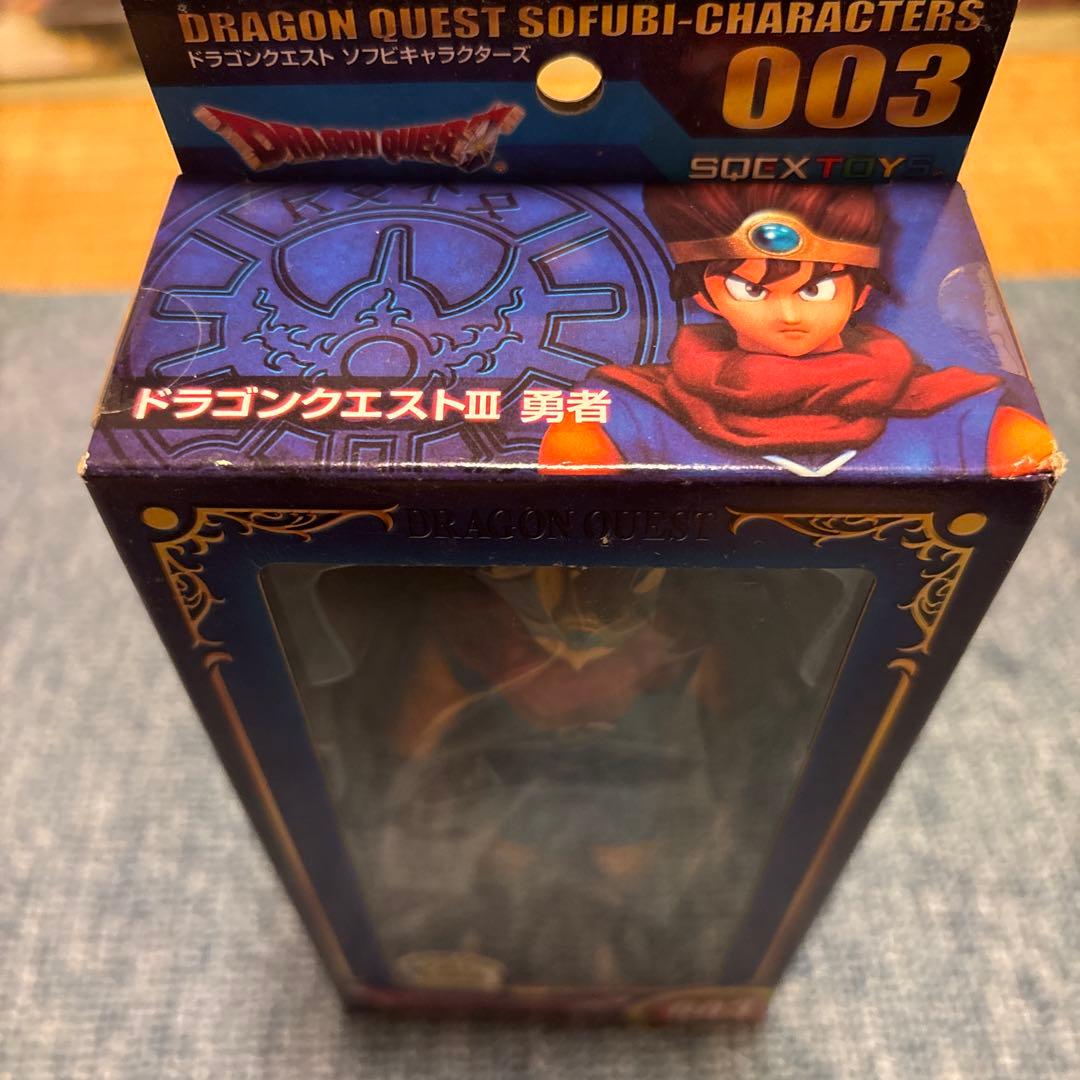 DRAGON QUEST SOFUBI-CHARACTERS
ドラゴンクエスト ソフビキャラクターズ
003
DRAGON QUEST
SQEX TOYS
ROTO
ドラゴンクエストIII 勇者
DRAGON QUEST
003